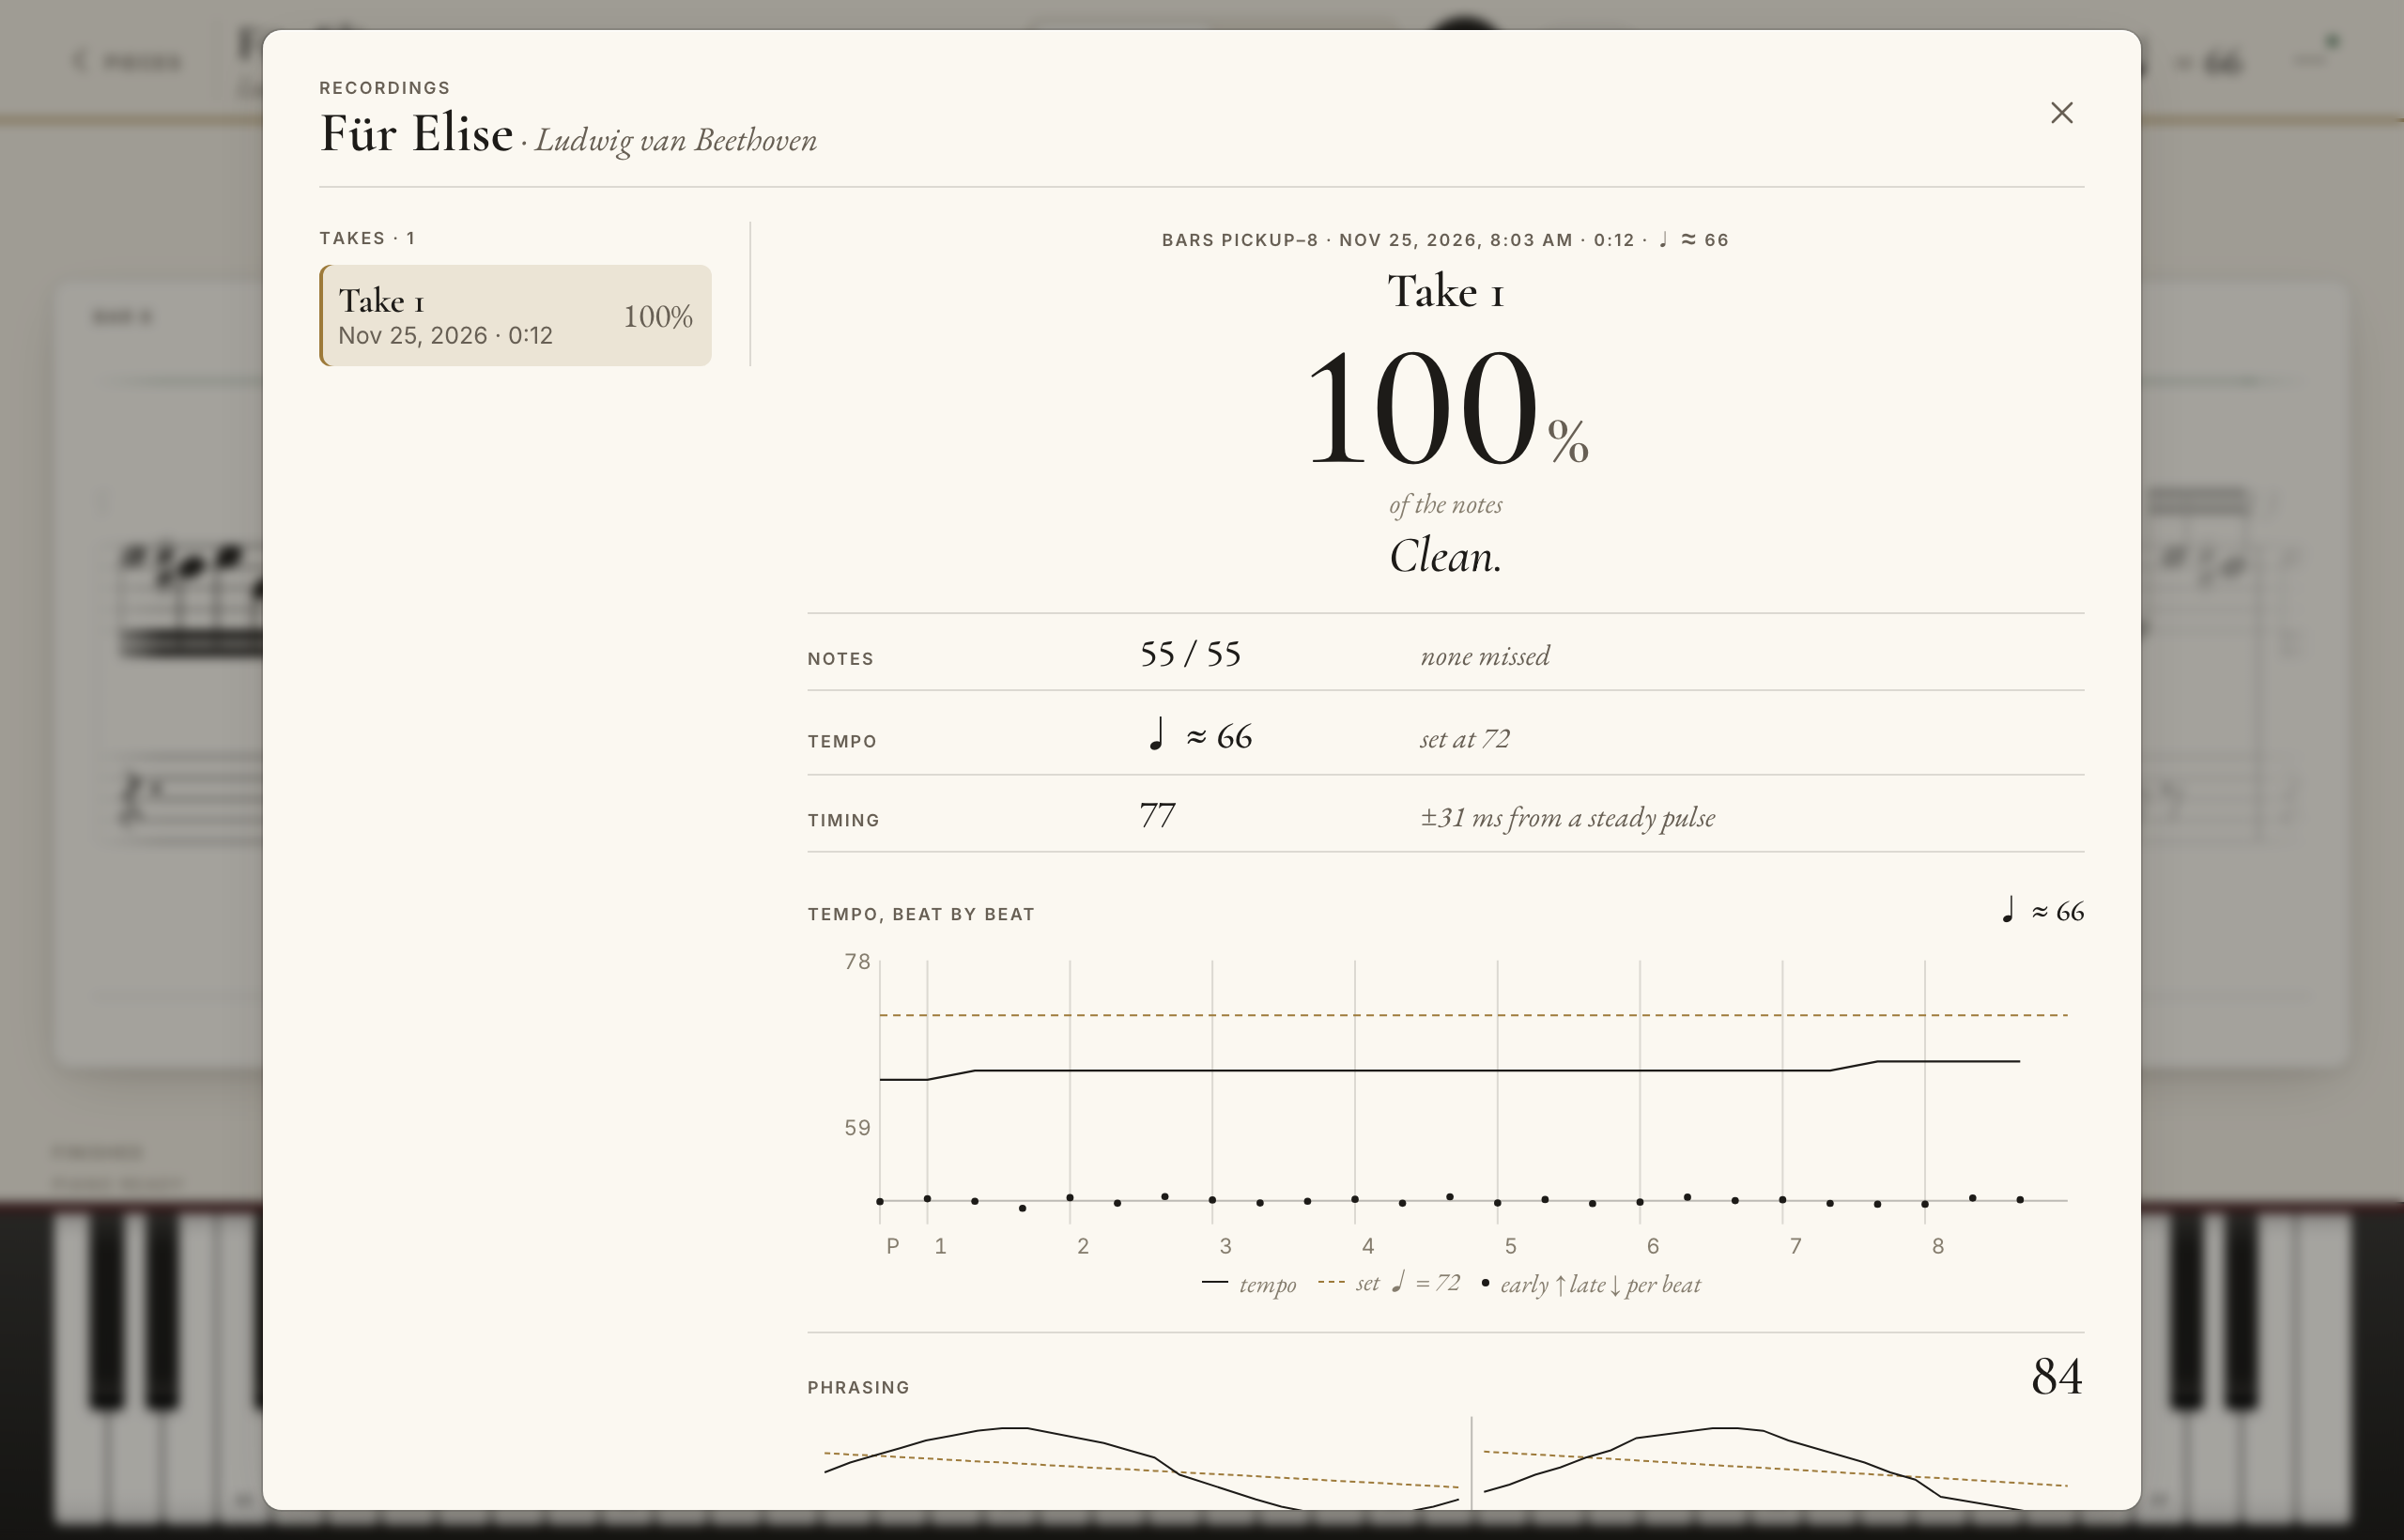 RECORDINGS
Für Elise · Ludwig van Beethoven
TAKES · 1
Take 1
Nov 25, 2026 · 0:12
100%
BARS PICKUP–8 · NOV 25, 2026, 8:03 AM · 0:12 · ♩ ≈ 66
Take 1
100%
of the notes
Clean.
NOTES 55 / 55 none missed
TEMPO ♩ ≈ 66 set at 72
TIMING 77 ±31 ms from a steady pulse
TEMPO, BEAT BY BEAT ♩ ≈ 66
78
59
P 1 2 3 4 5 6 7 8
tempo set ♩ = 72 early ↑ late ↓ per beat
PHRASING 84